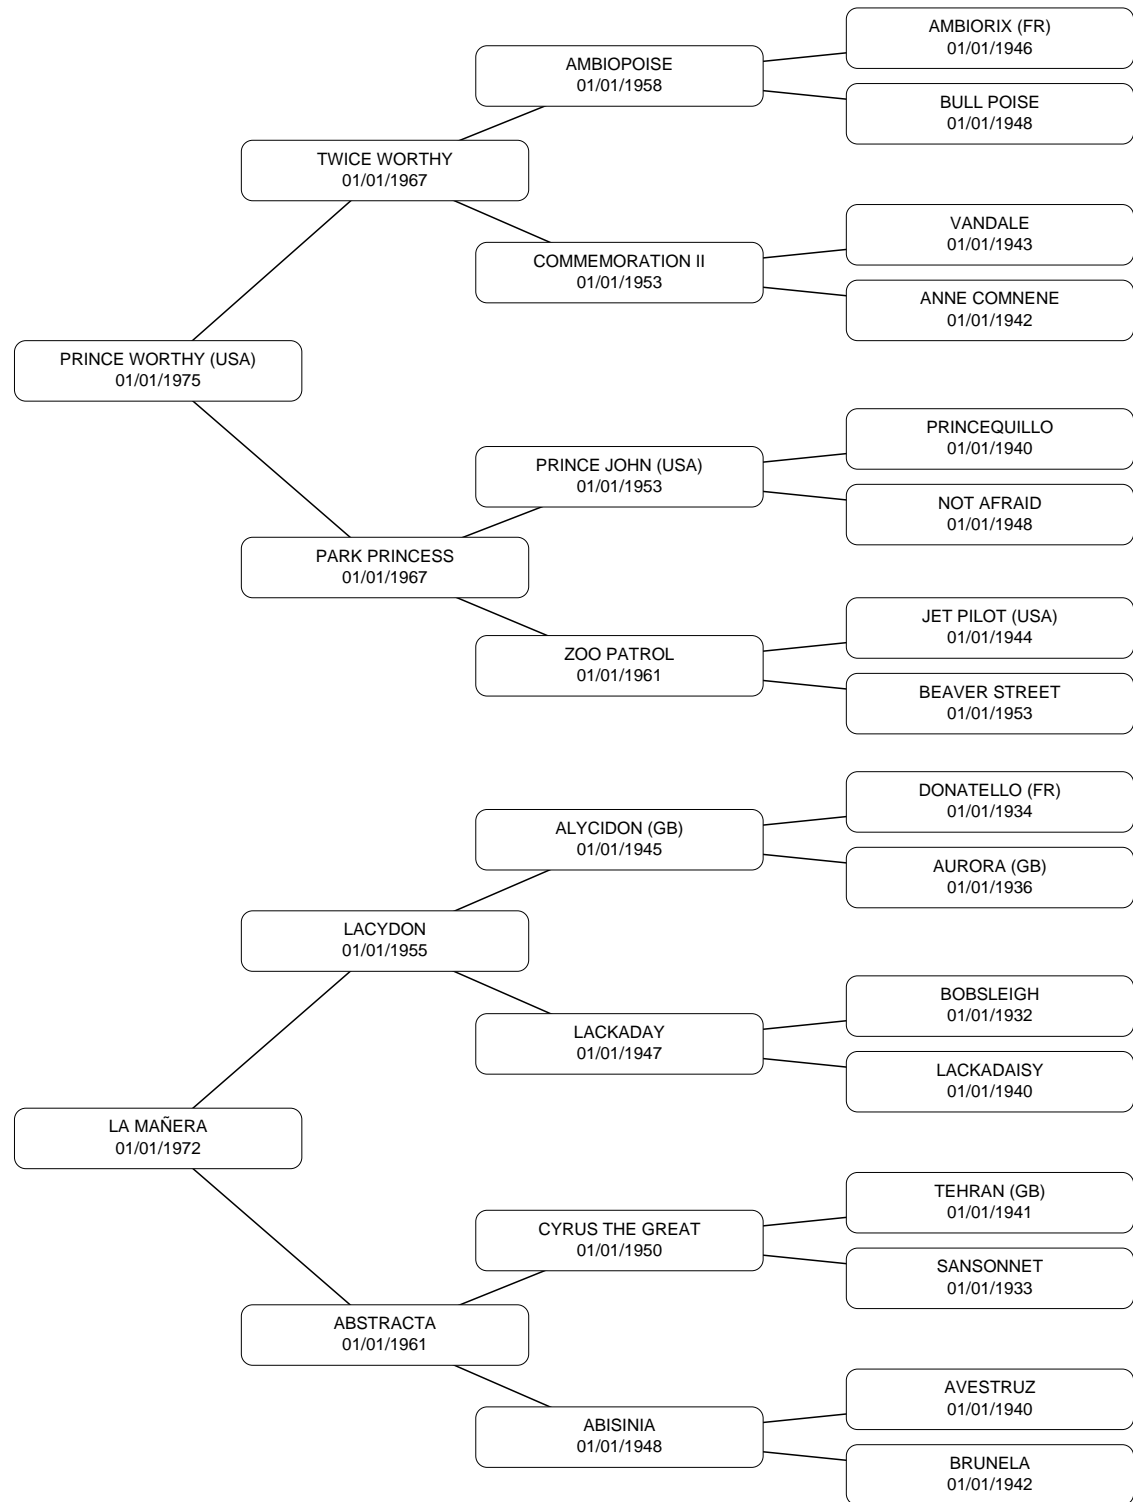 AMBIORIX (FR)
01/01/1946
AMBIOPOISE
01/01/1958
BULL POISE
01/01/1948
TWICE WORTHY
01/01/1967
VANDALE
01/01/1943
COMMEMORATION II
01/01/1953
ANNE COMNENE
01/01/1942
PRINCE WORTHY (USA)
01/01/1975
PRINCEQUILLO
01/01/1940
PRINCE JOHN (USA)
01/01/1953
NOT AFRAID
01/01/1948
PARK PRINCESS
01/01/1967
JET PILOT (USA)
01/01/1944
ZOO PATROL
01/01/1961
BEAVER STREET
01/01/1953
DONATELLO (FR)
01/01/1934
ALYCIDON (GB)
01/01/1945
AURORA (GB)
01/01/1936
LACYDON
01/01/1955
BOBSLEIGH
01/01/1932
LACKADAY
01/01/1947
LACKADAISY
01/01/1940
LA MAÑERA
01/01/1972
TEHRAN (GB)
01/01/1941
CYRUS THE GREAT
01/01/1950
SANSONNET
01/01/1933
ABSTRACTA
01/01/1961
AVESTRUZ
01/01/1940
ABISINIA
01/01/1948
BRUNELA
01/01/1942